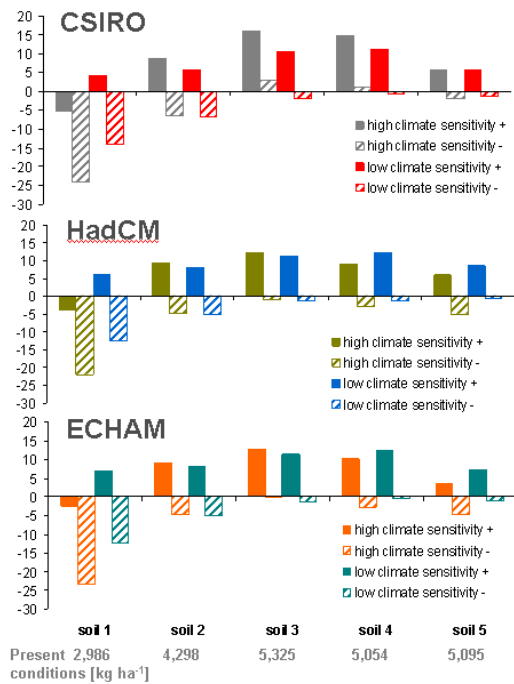 CSIRO
20
15
10
5
0
-5
-10
-15
-20
-25
-30
high climate sensitivity +
high climate sensitivity -
low climate sensitivity +
low climate sensitivity -
HadCM
20
15
10
5
0
-5
-10
-15
-20
-25
-30
high climate sensitivity +
high climate sensitivity -
low climate sensitivity +
low climate sensitivity -
ECHAM
20
15
10
5
0
-5
-10
-15
-20
-25
-30
high climate sensitivity +
high climate sensitivity -
low climate sensitivity +
low climate sensitivity -
soil 1 soil 2 soil 3 soil 4 soil 5
Present 2,986 4,298 5,325 5,054 5,095
conditions [kg ha⁻¹]